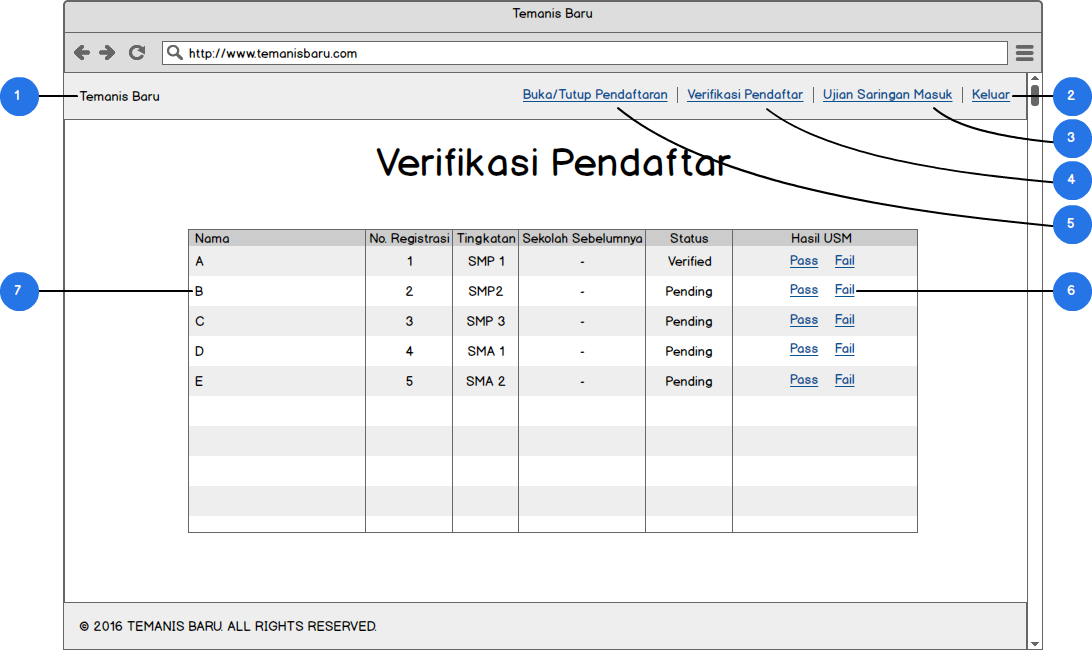 Temanis Baru
http://www.temanisbaru.com
1 Temanis Baru Buka/Tutup Pendaftaran Verifikasi Pendaftar Ujian Saringan Masuk Keluar 2
3
Verifikasi Pendaftar 4
5
Nama No. Registrasi Tingkatan Sekolah Sebelumnya Status Hasil USM
A 1 SMP 1 - Verified Pass Fail
7 B 2 SMP2 - Pending Pass Fail 6
C 3 SMP 3 - Pending Pass Fail
D 4 SMA 1 - Pending Pass Fail
E 5 SMA 2 - Pending Pass Fail
© 2016 TEMANIS BARU. ALL RIGHTS RESERVED.